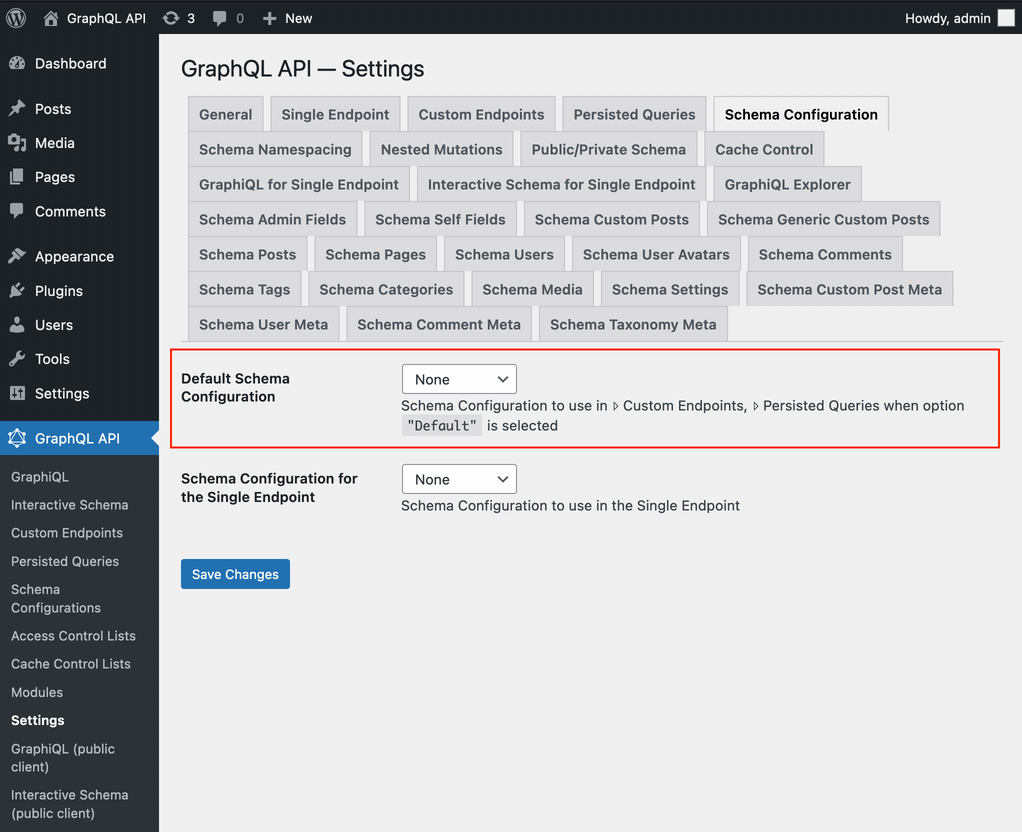 GraphQL API 3 0 New Howdy, admin
Dashboard
Posts
Media
Pages
Comments
Appearance
Plugins
Users
Tools
Settings
GraphQL API
GraphiQL
Interactive Schema
Custom Endpoints
Persisted Queries
Schema
Configurations
Access Control Lists
Cache Control Lists
Modules
Settings
GraphiQL (public
client)
Interactive Schema
(public client)
GraphQL API — Settings
General Single Endpoint Custom Endpoints Persisted Queries Schema Configuration
Schema Namespacing Nested Mutations Public/Private Schema Cache Control
GraphiQL for Single Endpoint Interactive Schema for Single Endpoint GraphiQL Explorer
Schema Admin Fields Schema Self Fields Schema Custom Posts Schema Generic Custom Posts
Schema Posts Schema Pages Schema Users Schema User Avatars Schema Comments
Schema Tags Schema Categories Schema Media Schema Settings Schema Custom Post Meta
Schema User Meta Schema Comment Meta Schema Taxonomy Meta
Default Schema
Configuration
None
Schema Configuration to use in ▹ Custom Endpoints, ▹ Persisted Queries when option
"Default" is selected
Schema Configuration for
the Single Endpoint
None
Schema Configuration to use in the Single Endpoint
Save Changes